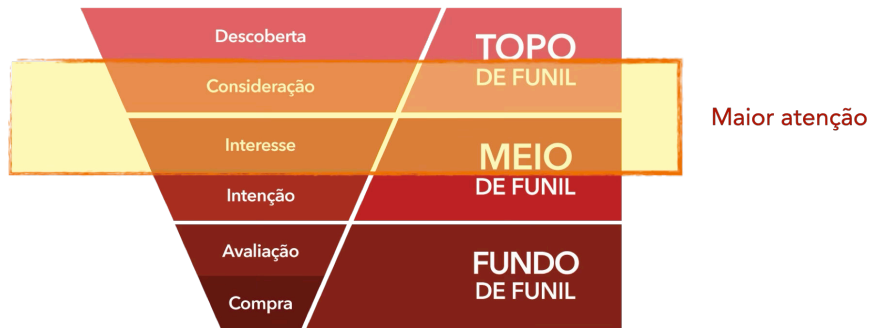 Descoberta
TOPO
DE FUNIL
Consideração
Interesse
MEIO
DE FUNIL
Intenção
Avaliação
FUNDO
DE FUNIL
Compra
Maior atenção